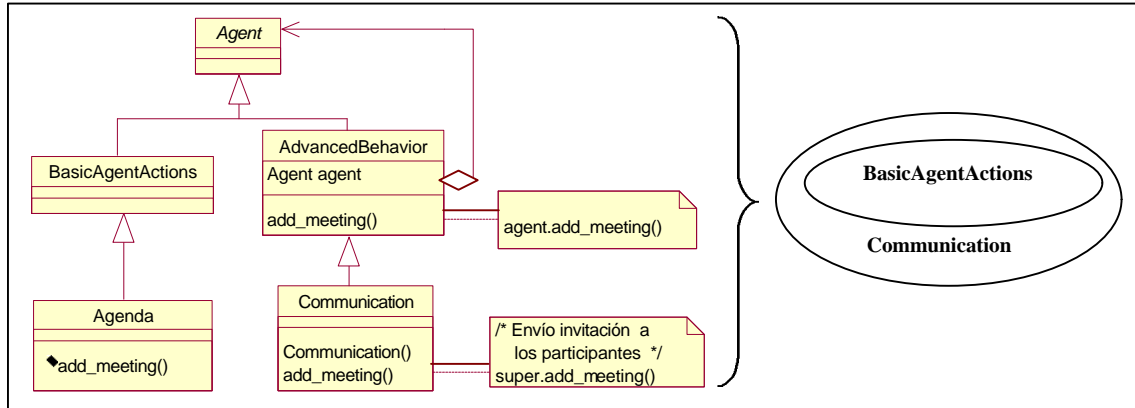 Agent
BasicAgentActions
AdvancedBehavior
Agent agent
add_meeting()
agent.add_meeting()
Agenda
add_meeting()
Communication
Communication()
add_meeting()
/* Envío invitación a
los participantes */
super.add_meeting()
BasicAgentActions
Communication